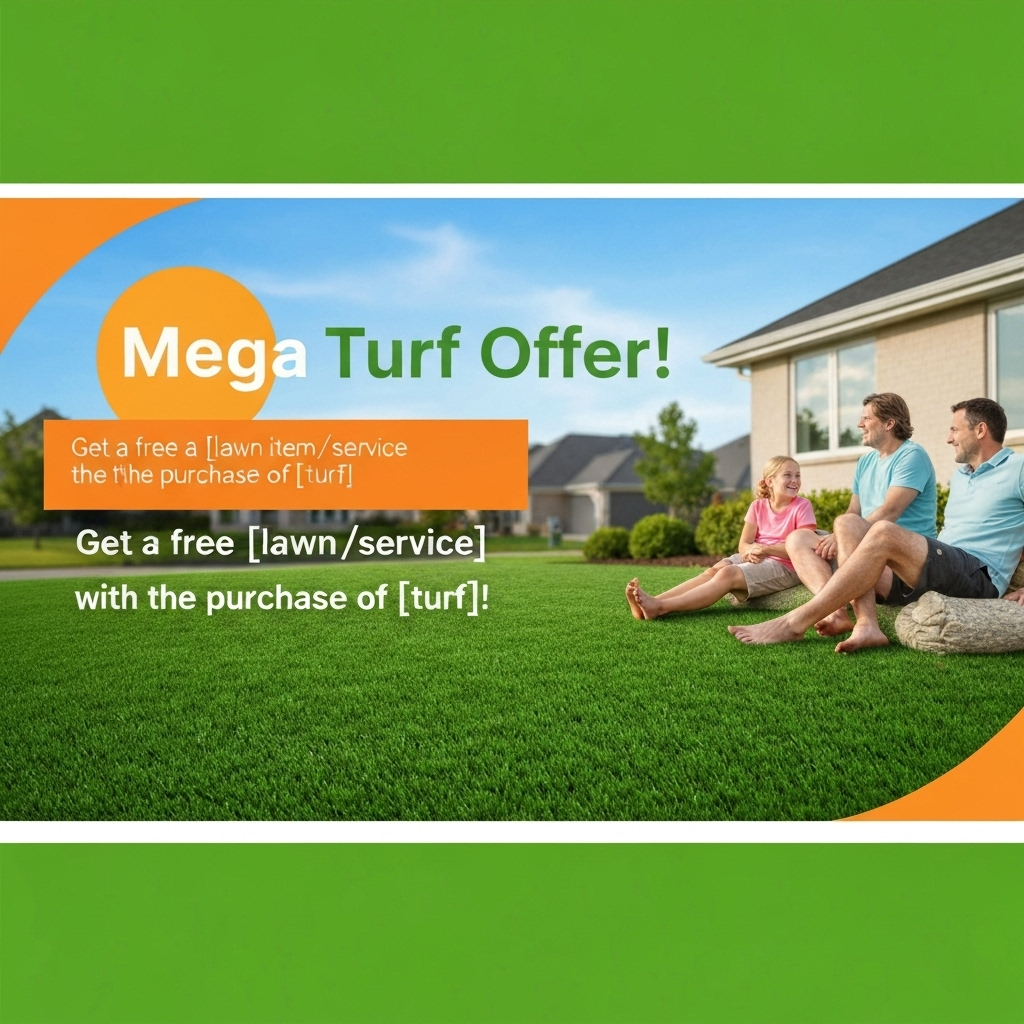 Mega Turf Offer!
Get a free a [lawn item/service
the the purchase of [turf]
Get a free [lawn/service]
with the purchase of [turf]!